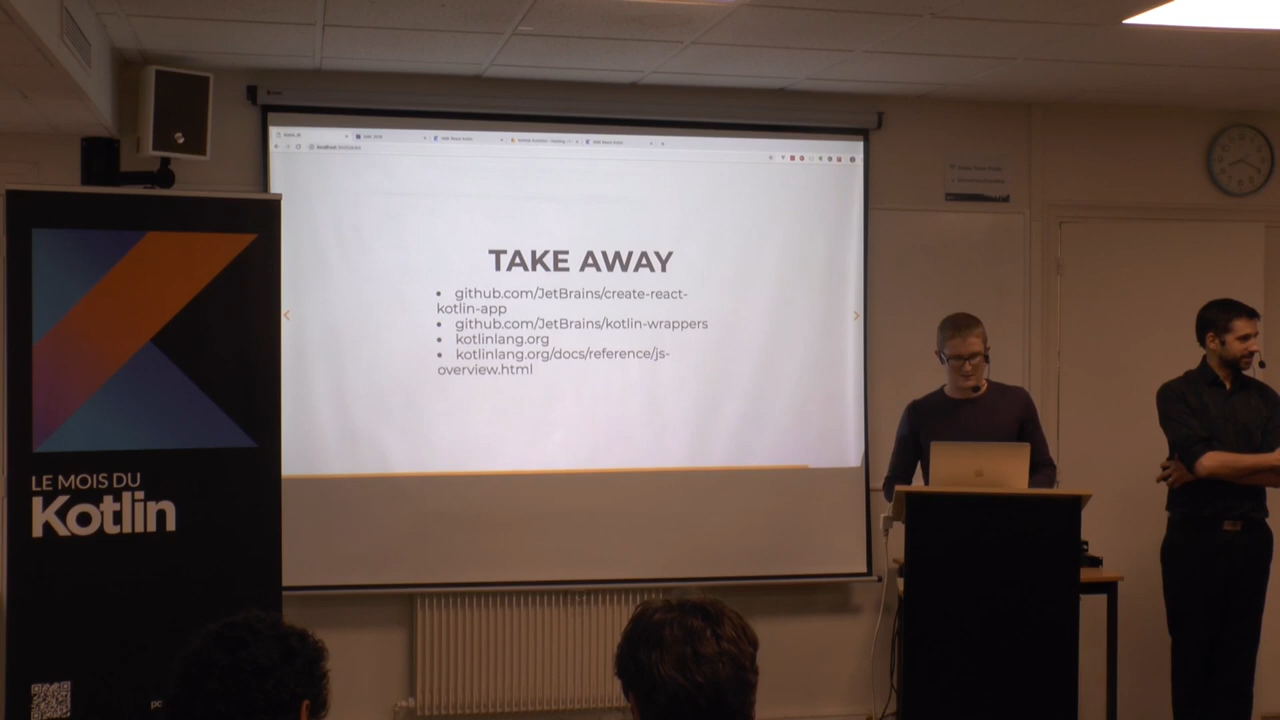 localhost
TAKE AWAY
• github.com/JetBrains/create-react-
kotlin-app
• github.com/JetBrains/kotlin-wrappers
• kotlinlang.org
• kotlinlang.org/docs/reference/js-
overview.html
LE MOIS DU
Kotlin